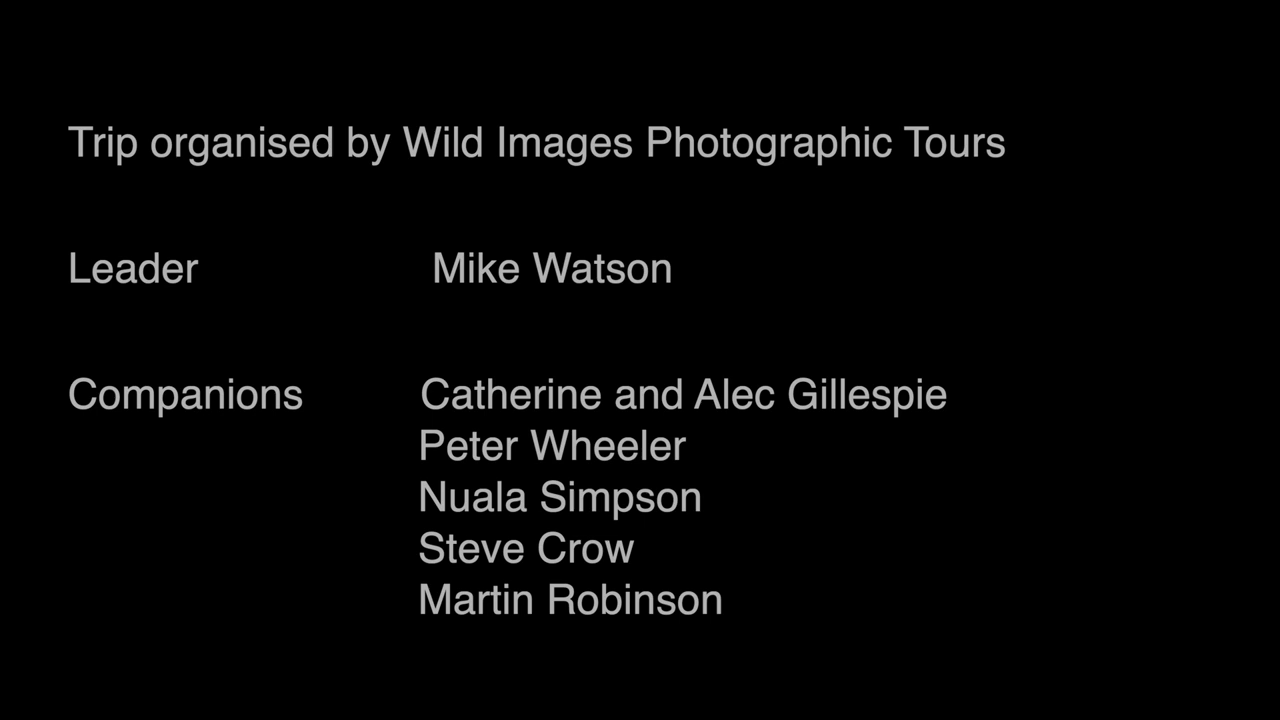 Trip organised by Wild Images Photographic Tours
Leader Mike Watson
Companions Catherine and Alec Gillespie
Peter Wheeler
Nuala Simpson
Steve Crow
Martin Robinson